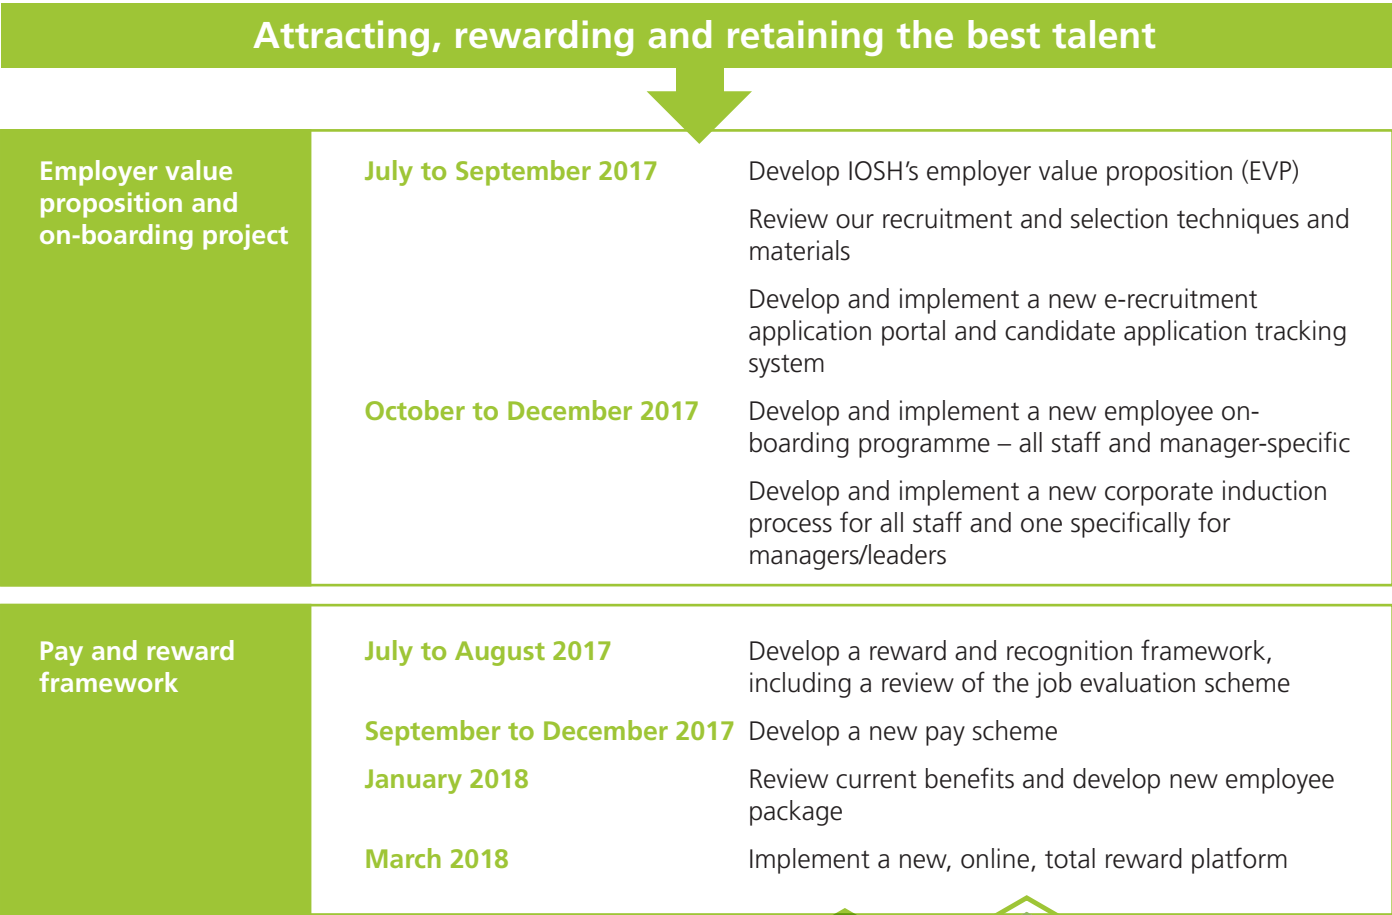 Attracting, rewarding and retaining the best talent
Employer value
proposition and
on-boarding project
July to September 2017
Develop IOSH’s employer value proposition (EVP)
Review our recruitment and selection techniques and
materials
Develop and implement a new e-recruitment
application portal and candidate application tracking
system
October to December 2017
Develop and implement a new employee on-
boarding programme – all staff and manager-specific
Develop and implement a new corporate induction
process for all staff and one specifically for
managers/leaders
Pay and reward
framework
July to August 2017
Develop a reward and recognition framework,
including a review of the job evaluation scheme
September to December 2017
Develop a new pay scheme
January 2018
Review current benefits and develop new employee
package
March 2018
Implement a new, online, total reward platform